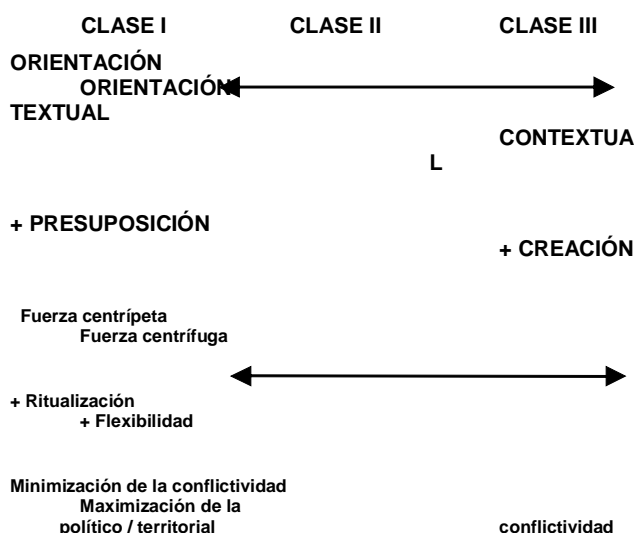 CLASE I CLASE II CLASE III
ORIENTACIÓN
ORIENTACIÓN
TEXTUAL
CONTEXTUA
L
+ PRESUPOSICIÓN
+ CREACIÓN
Fuerza centrípeta
Fuerza centrífuga
+ Ritualización
+ Flexibilidad
Minimización de la conflictividad
Maximización de la
político / territorial conflictividad